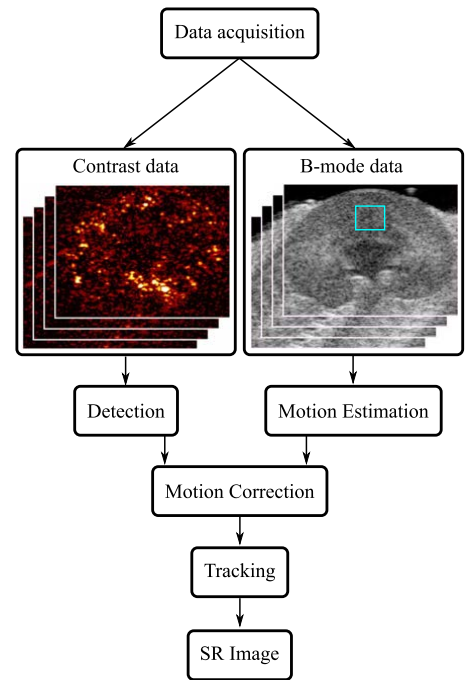 Data acquisition
Contrast data
B-mode data
Detection
Motion Estimation
Motion Correction
Tracking
SR Image